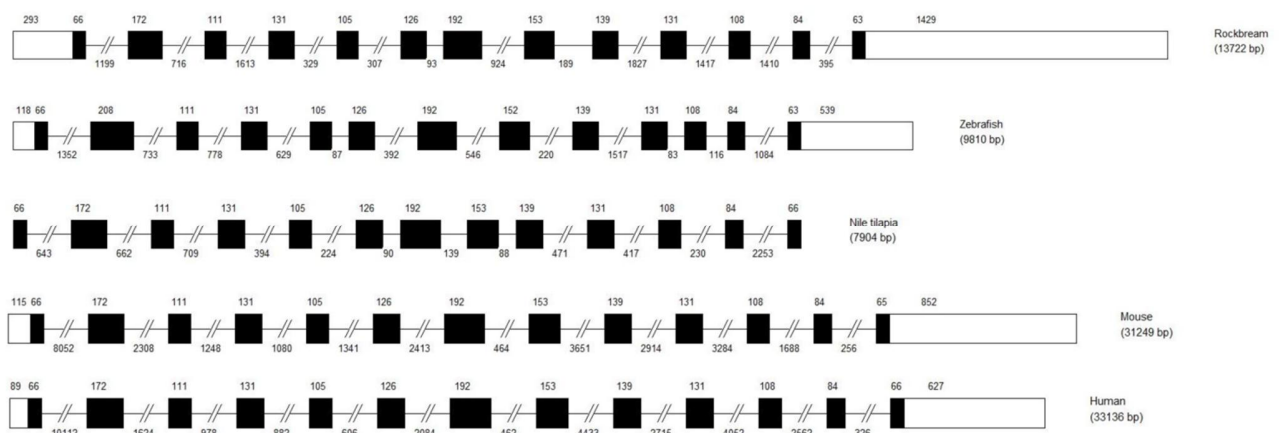 293 66 172 111 131 105 126 192 153 139 131 108 84 63 1429
Rockbream
(13722 bp)
1199 716 1613 329 307 93 924 189 1827 1417 1410 395
118 66 208 111 131 105 126 192 152 139 131 108 84 63 539
Zebrafish
(9810 bp)
1352 733 778 629 87 392 546 220 1517 83 116 1084
66 172 111 131 105 126 192 153 139 131 108 84 66
Nile tilapia
(7904 bp)
643 662 709 394 224 90 139 88 471 417 230 2253
115 66 172 111 131 105 126 192 153 139 131 108 84 65 852
Mouse
(31249 bp)
8052 2308 1248 1080 1341 2413 464 3651 2914 3284 1688 256
89 66 172 111 131 105 126 192 153 139 131 108 84 66 627
Human
(33136 bp)